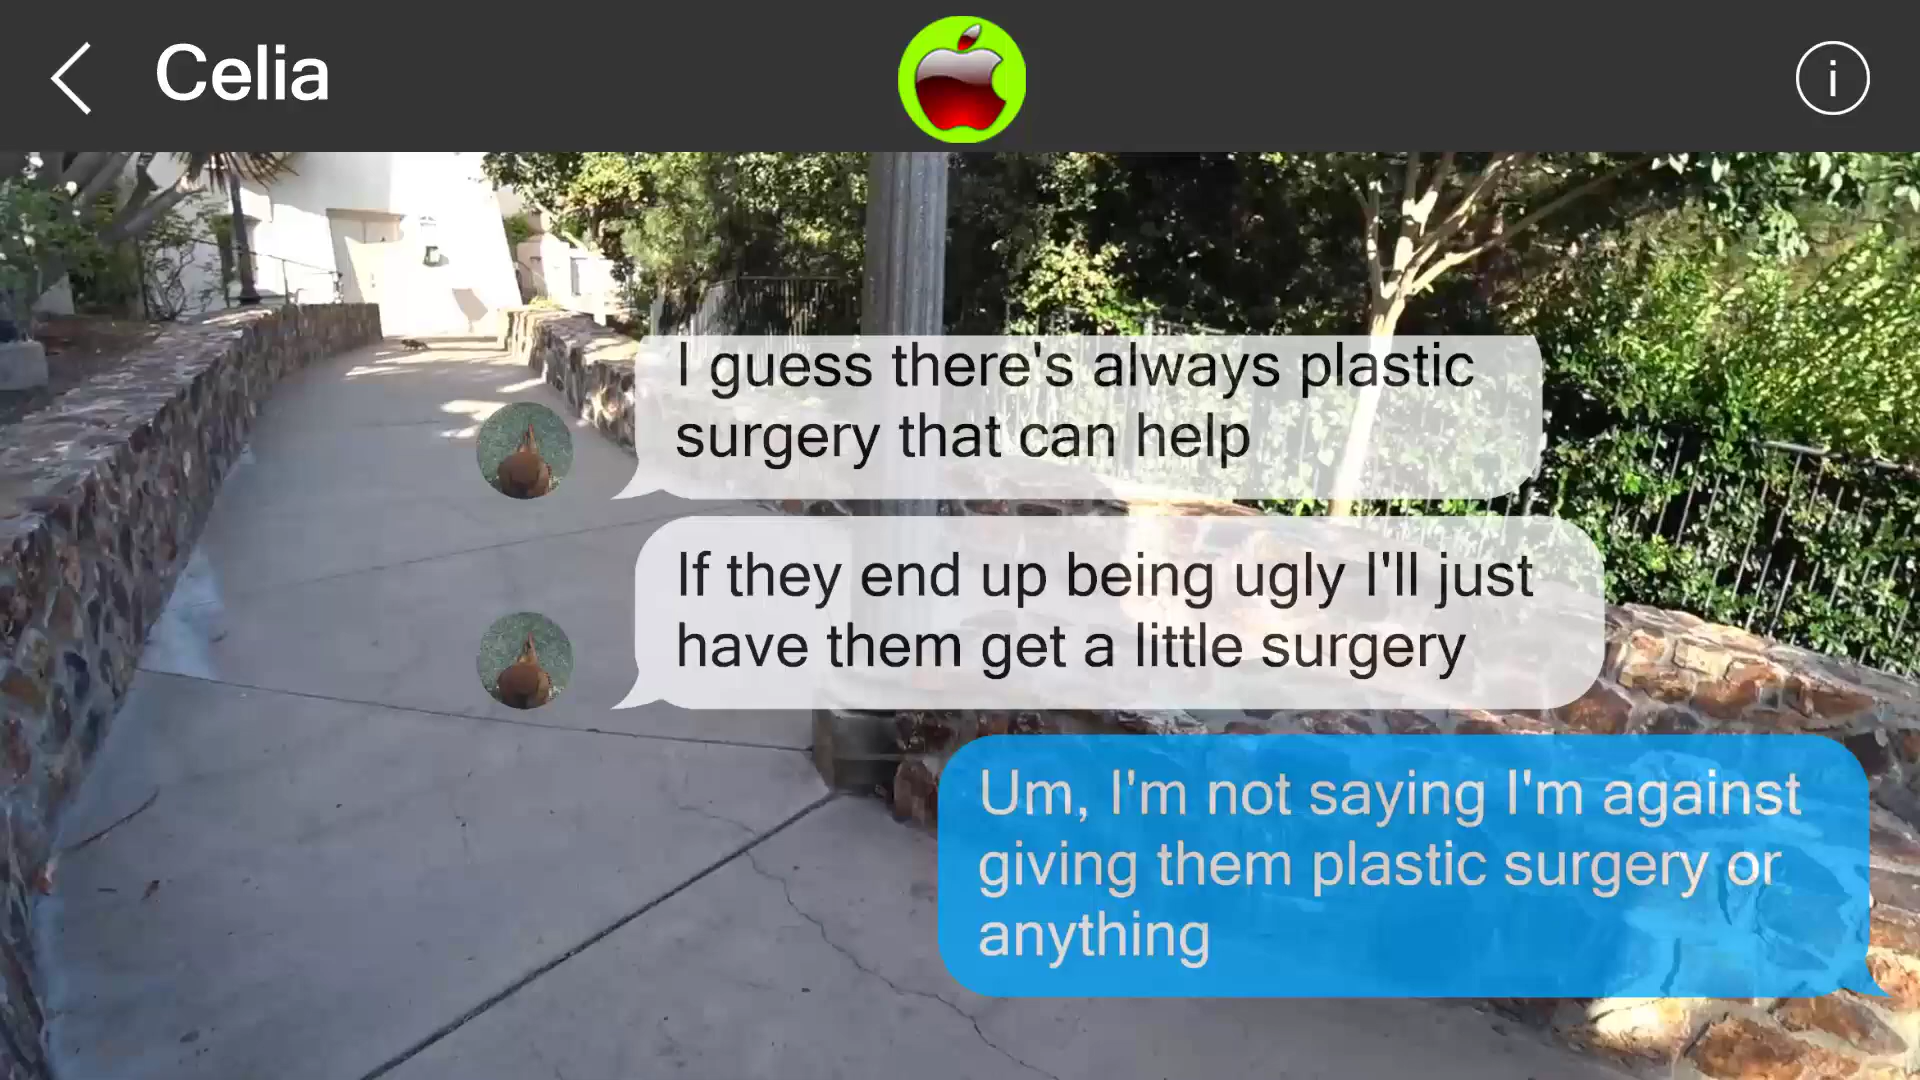 Celia
i
I guess there's always plastic
surgery that can help
If they end up being ugly I'll just
have them get a little surgery
Um, I'm not saying I'm against
giving them plastic surgery or
anything